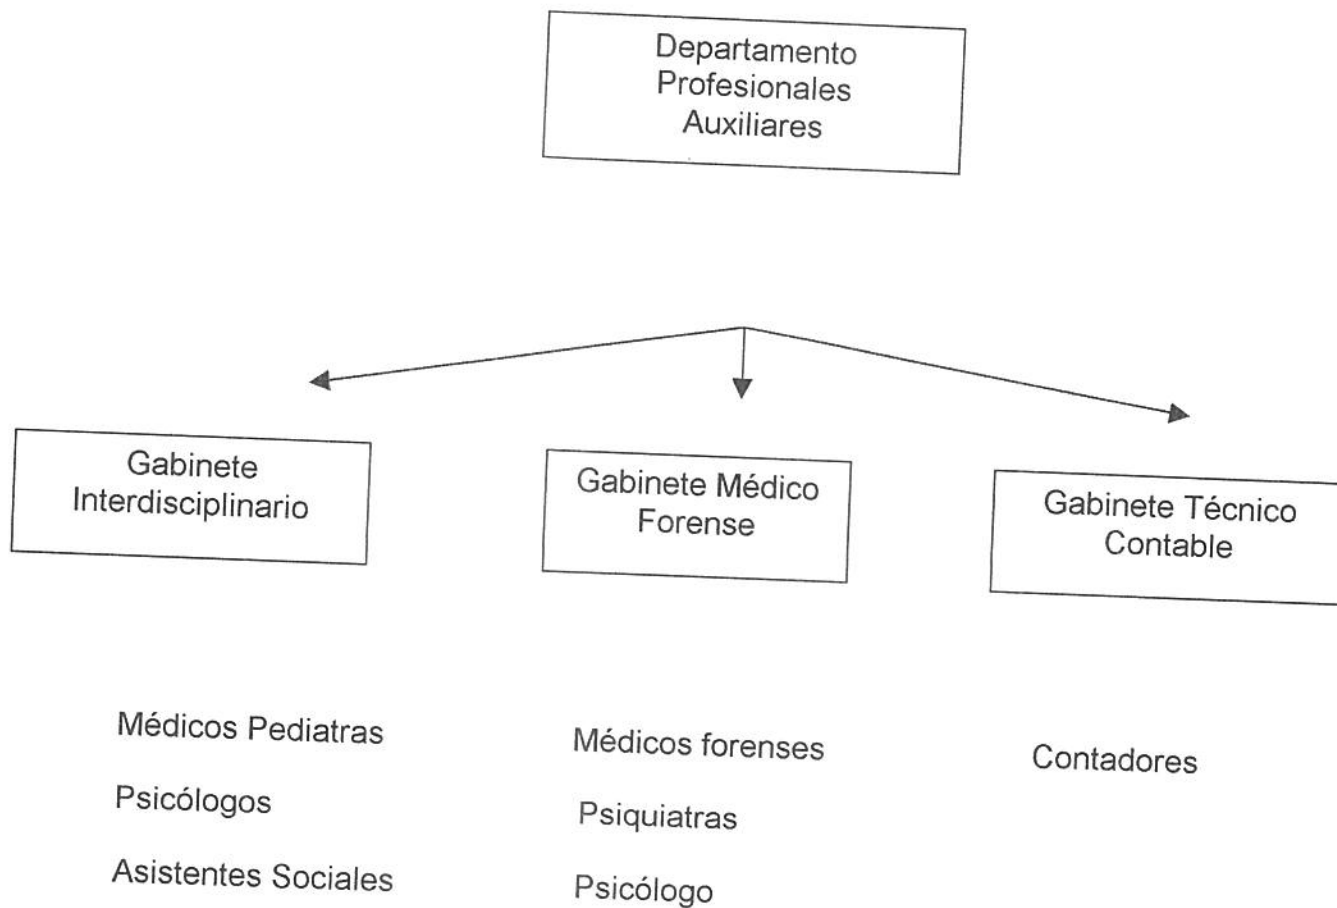 Departamento
Profesionales
Auxiliares
Gabinete
Interdisciplinario
Gabinete Médico
Forense
Gabinete Técnico
Contable
Médicos Pediatras
Psicólogos
Asistentes Sociales
Médicos forenses
Psiquiatras
Psicólogo
Contadores